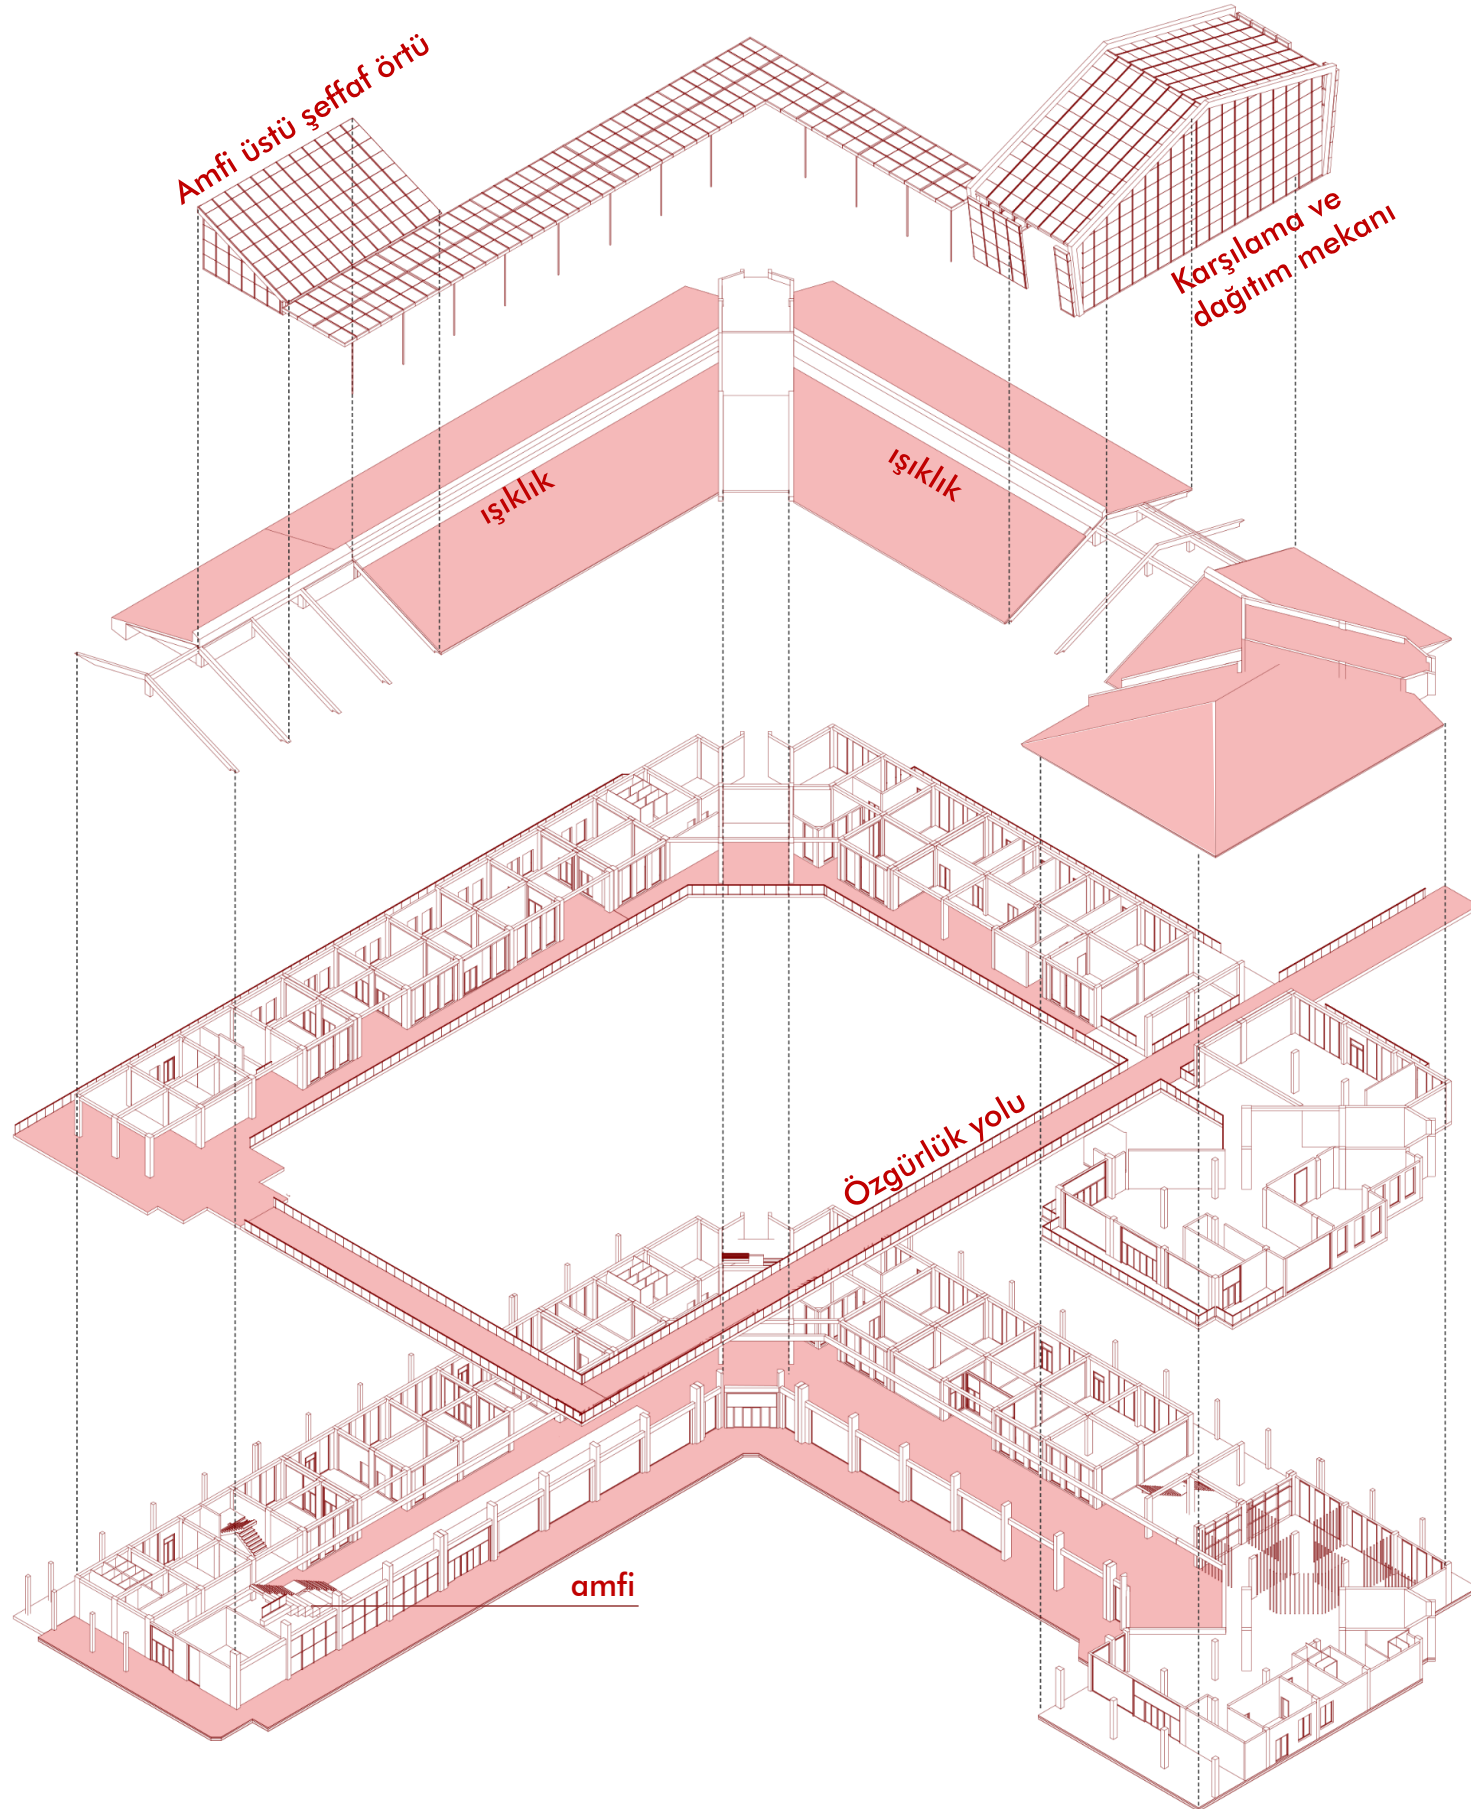 Amfi üstü şeffaf örtü
Karşılama ve
dağıtım mekanı
ışıklık
ışıklık
Özgürlük yolu
amfi